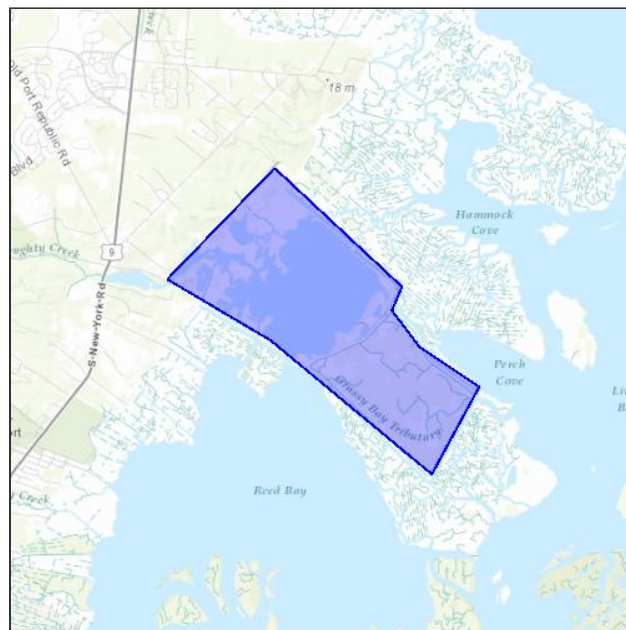 Creek
Old Port Republic Rd
18 m
Blvd
Hammock
Cove
ughty Creek
9
S-New-York-Rd
Perch
Cove
Grassy Bay Tributary
Reed Bay
ort
Creek